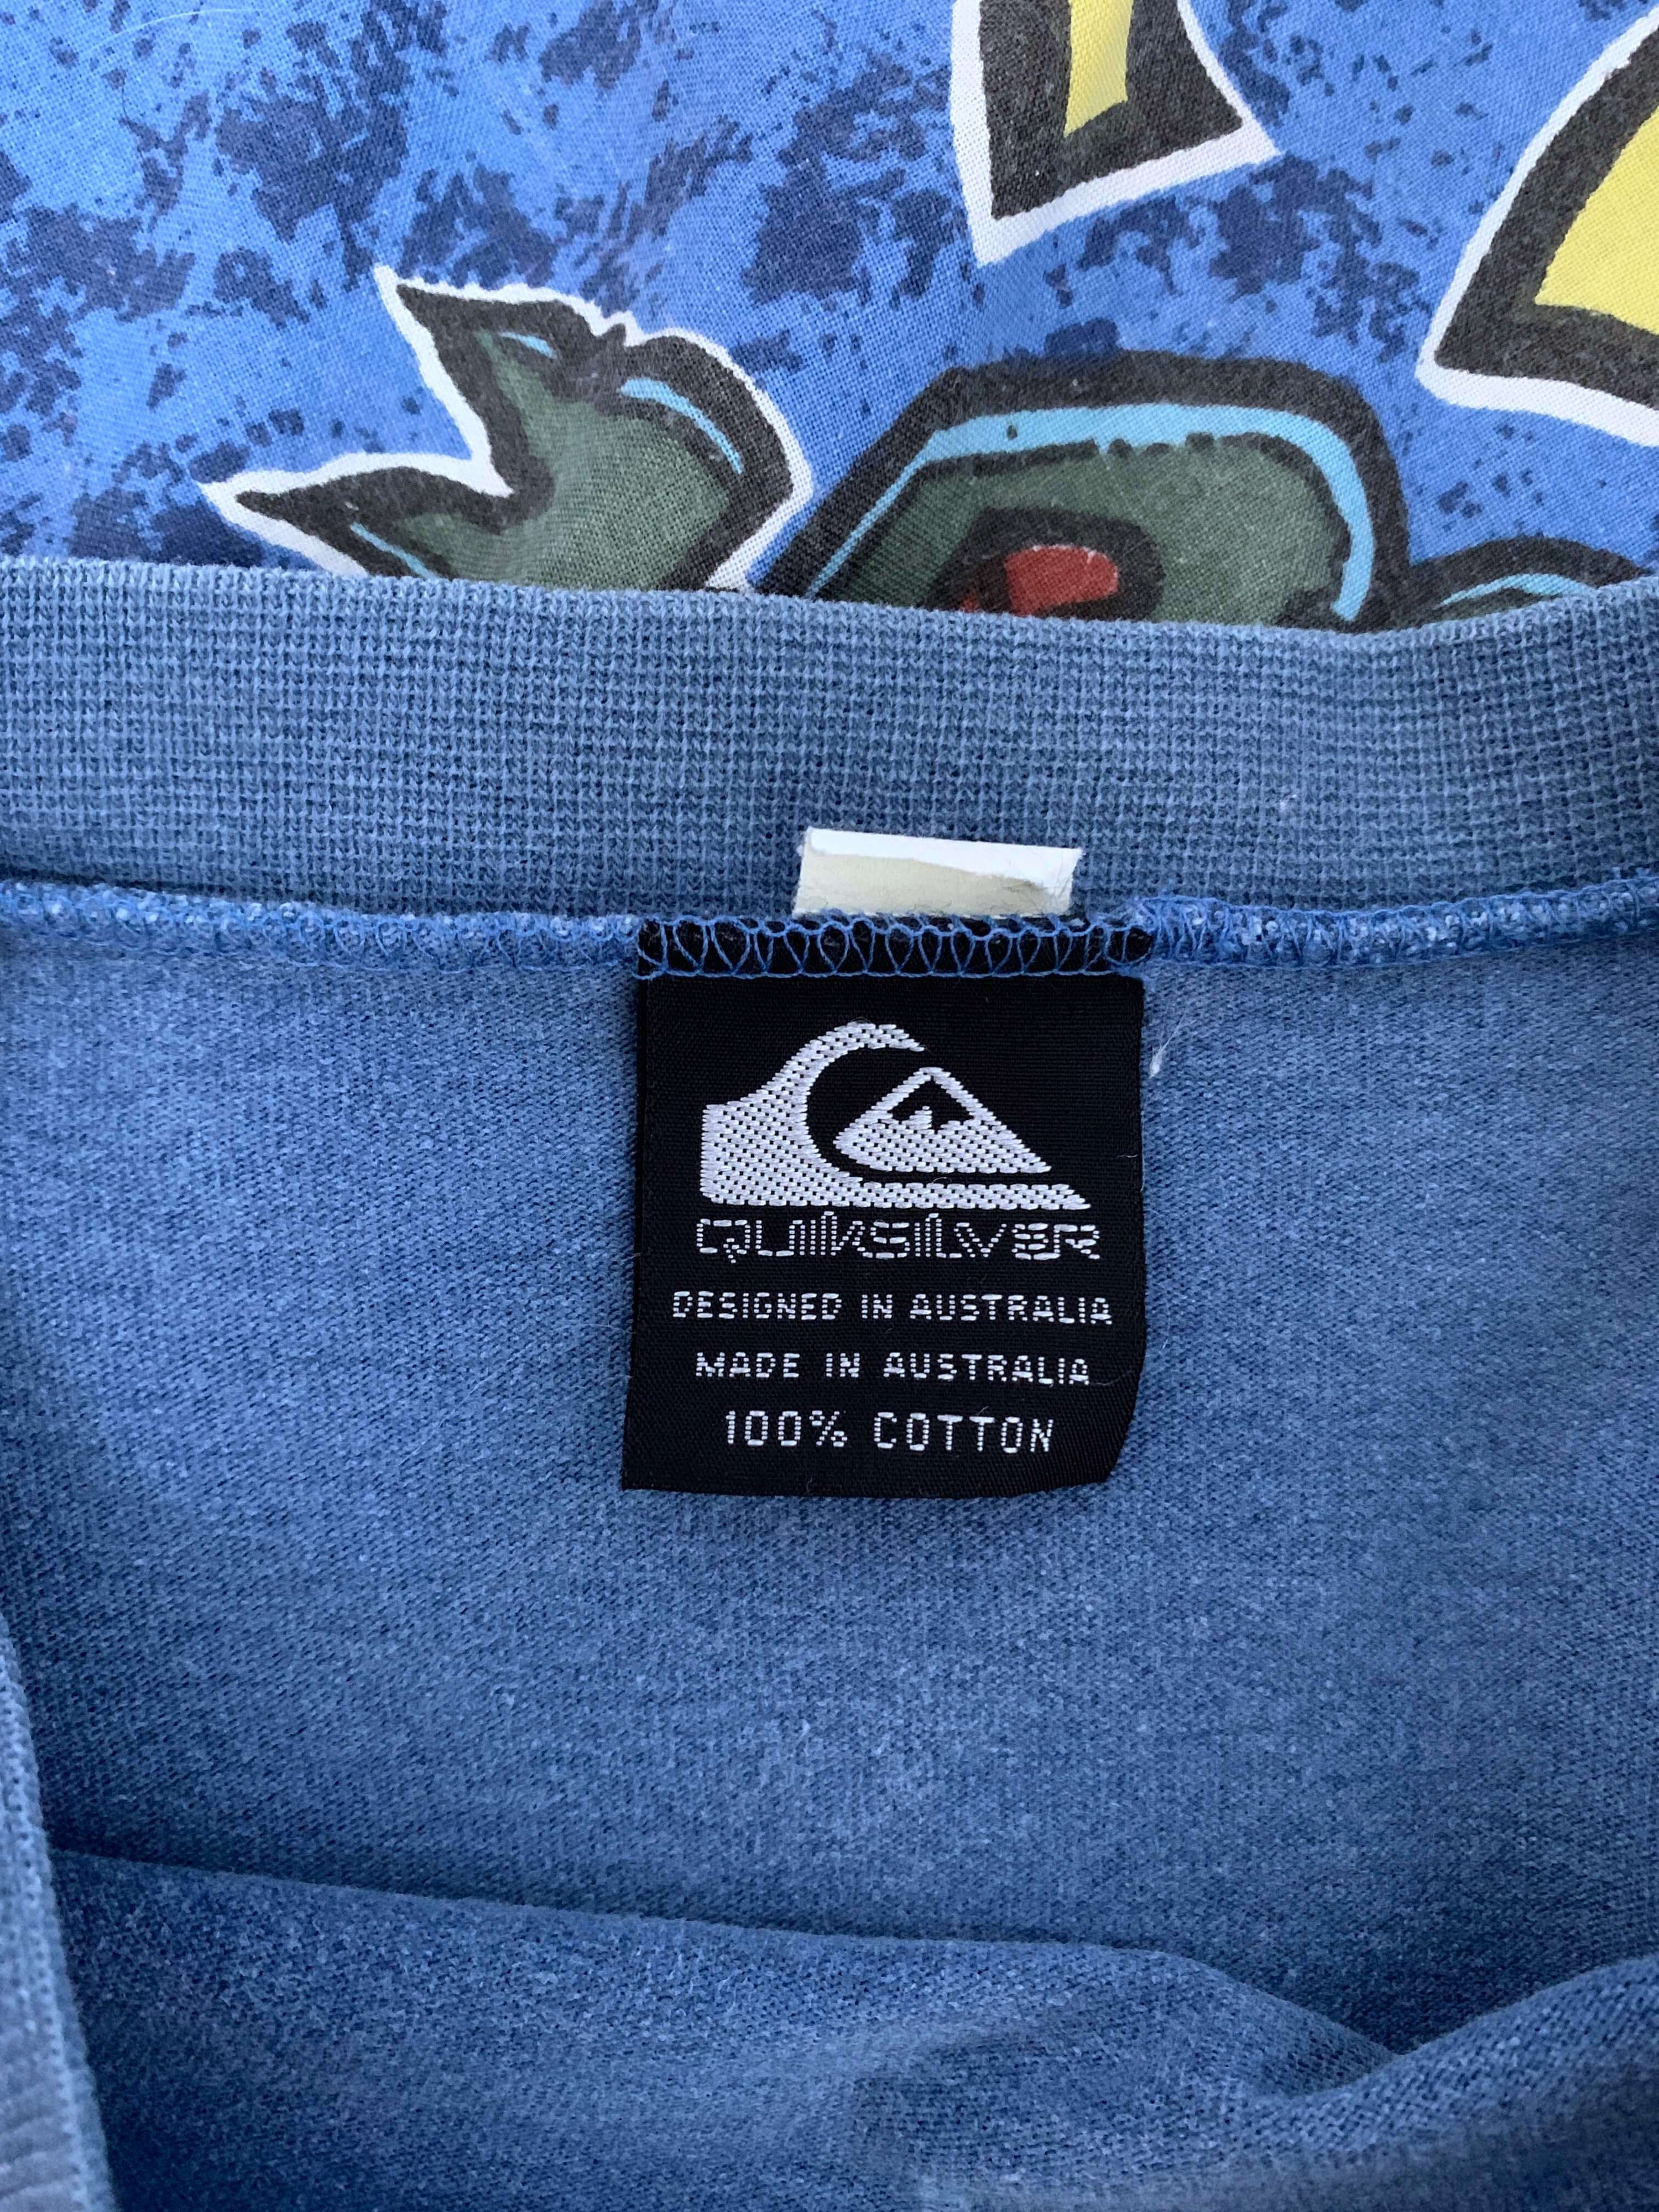 QUIKSILVER
DESIGNED IN AUSTRALIA
MADE IN AUSTRALIA
100% COTTON